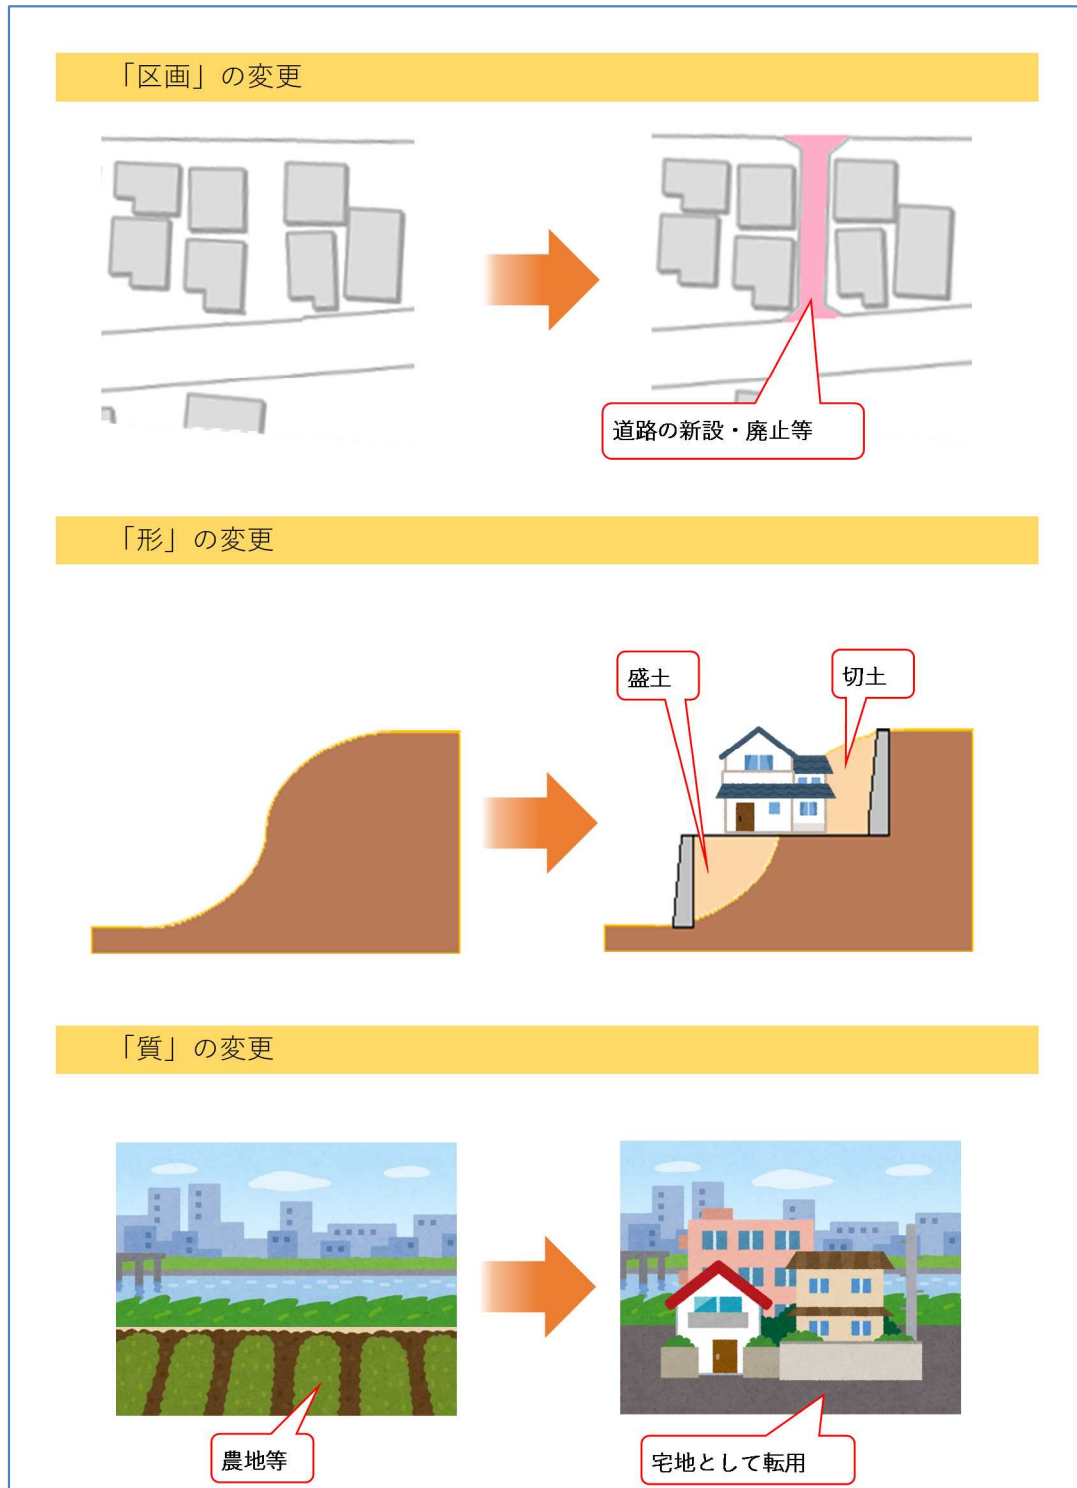 「区画」の変更
道路の新設・廃止等
「形」の変更
盛土
切土
「質」の変更
農地等
宅地として転用